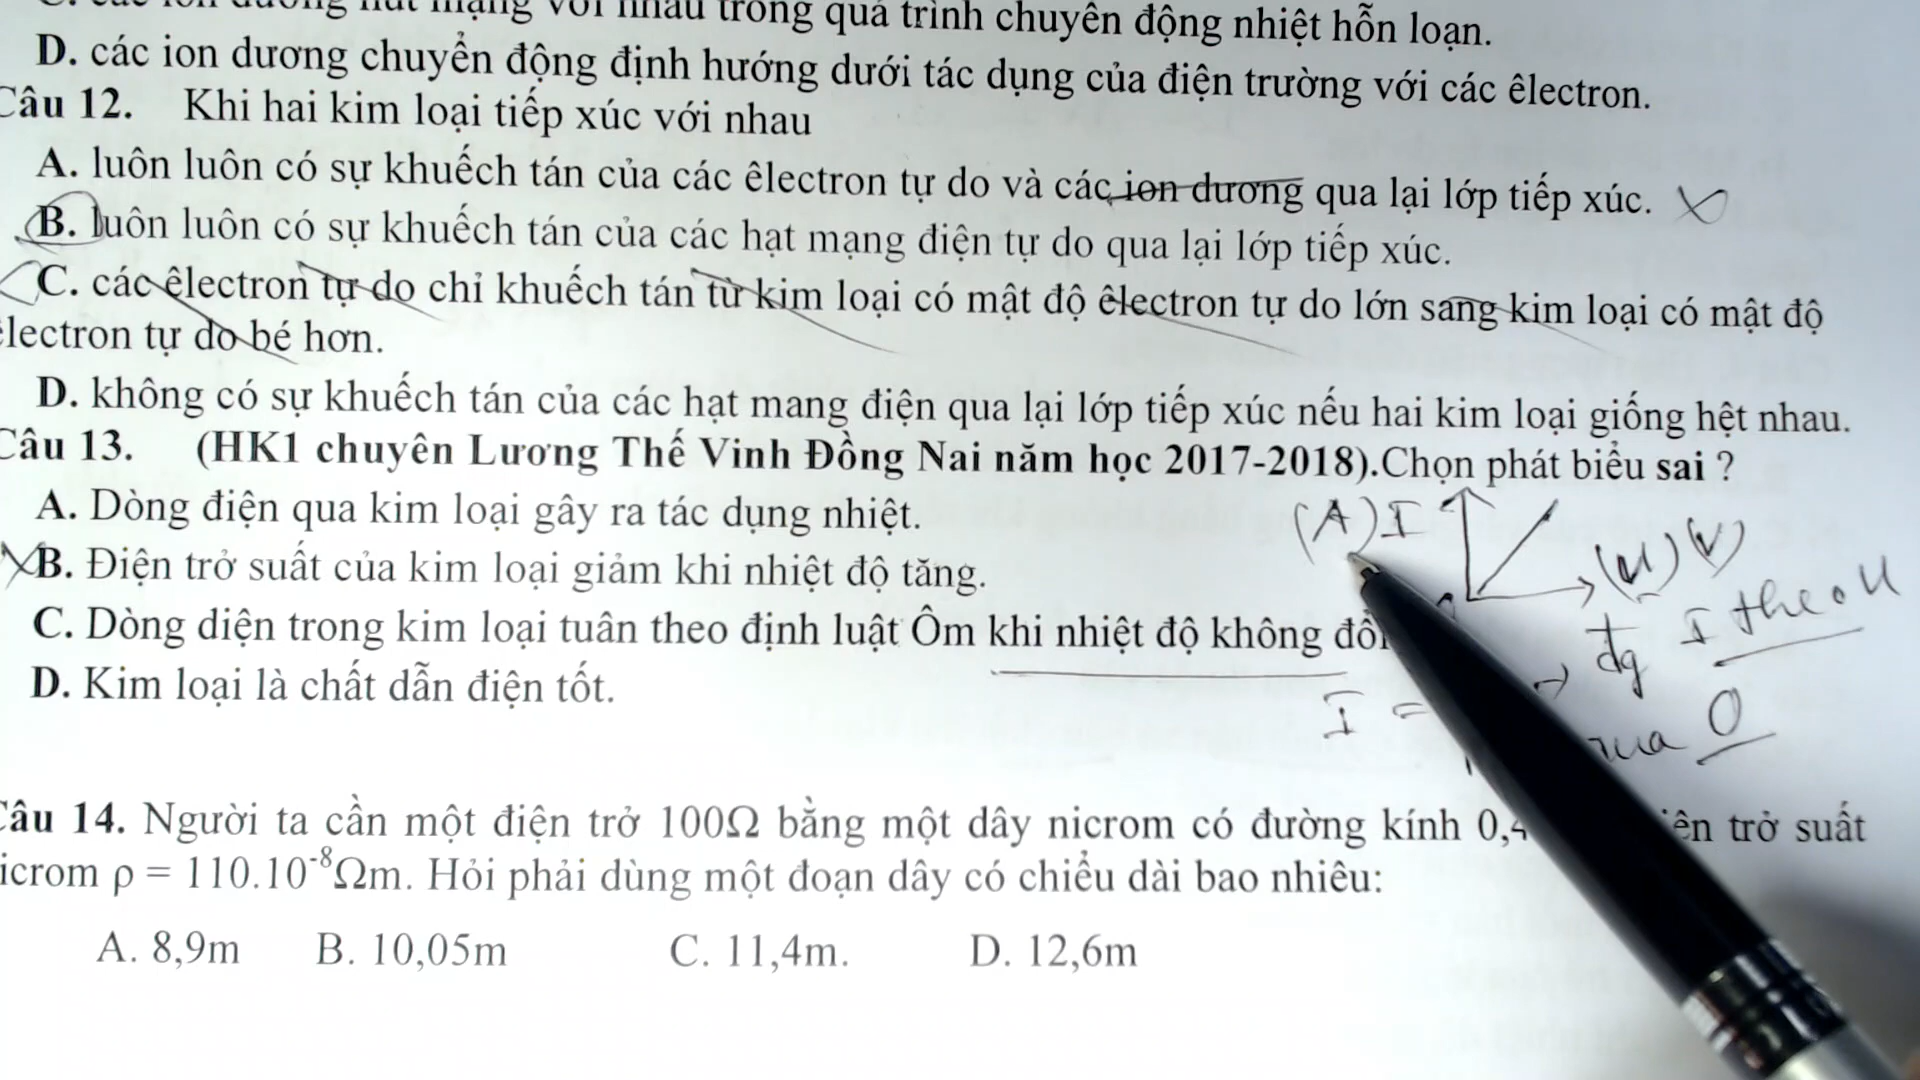 C. các ion dương hút mạng với nhau trong quá trình chuyển động nhiệt hỗn loạn.
D. các ion dương chuyển động định hướng dưới tác dụng của điện trường với các êlectron.
Câu 12. Khi hai kim loại tiếp xúc với nhau
A. luôn luôn có sự khuếch tán của các êlectron tự do và các ion dương qua lại lớp tiếp xúc.
B. luôn luôn có sự khuếch tán của các hạt mạng điện tự do qua lại lớp tiếp xúc.
C. các êlectron tự do chỉ khuếch tán từ kim loại có mật độ êlectron tự do lớn sang kim loại có mật độ
êlectron tự do bé hơn.
D. không có sự khuếch tán của các hạt mang điện qua lại lớp tiếp xúc nếu hai kim loại giống hệt nhau.
Câu 13. (HK1 chuyên Lương Thế Vinh Đồng Nai năm học 2017-2018).Chọn phát biểu sai ?
A. Dòng điện qua kim loại gây ra tác dụng nhiệt.
(A) I
(U) (V)
B. Điện trở suất của kim loại giảm khi nhiệt độ tăng.
I theo U
C. Dòng diện trong kim loại tuân theo định luật Ôm khi nhiệt độ không đổi
đg
D. Kim loại là chất dẫn điện tốt.
I =
qua O
Câu 14. Người ta cần một điện trở 100Ω bằng một dây nicrom có đường kính 0,4 điện trở suất
nicrom ρ = 110.10⁻⁸Ωm. Hỏi phải dùng một đoạn dây có chiều dài bao nhiêu:
A. 8,9m B. 10,05m C. 11,4m. D. 12,6m